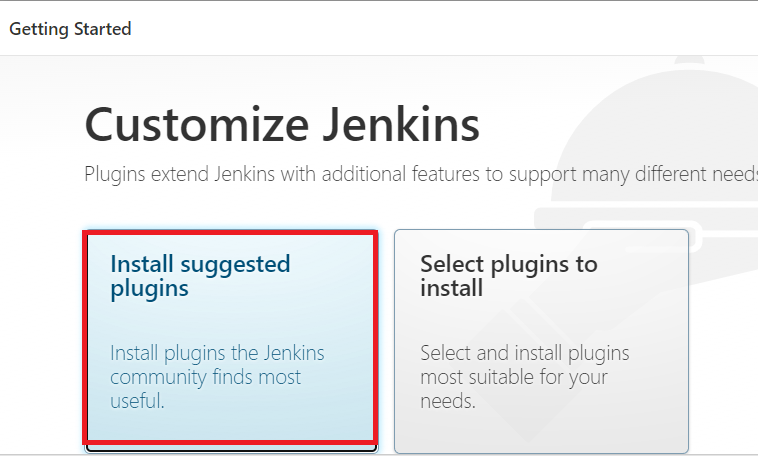 Getting Started
Customize Jenkins
Plugins extend Jenkins with additional features to support many different needs
Install suggested
plugins
Install plugins the Jenkins
community finds most
useful.
Select plugins to
install
Select and install plugins
most suitable for your
needs.